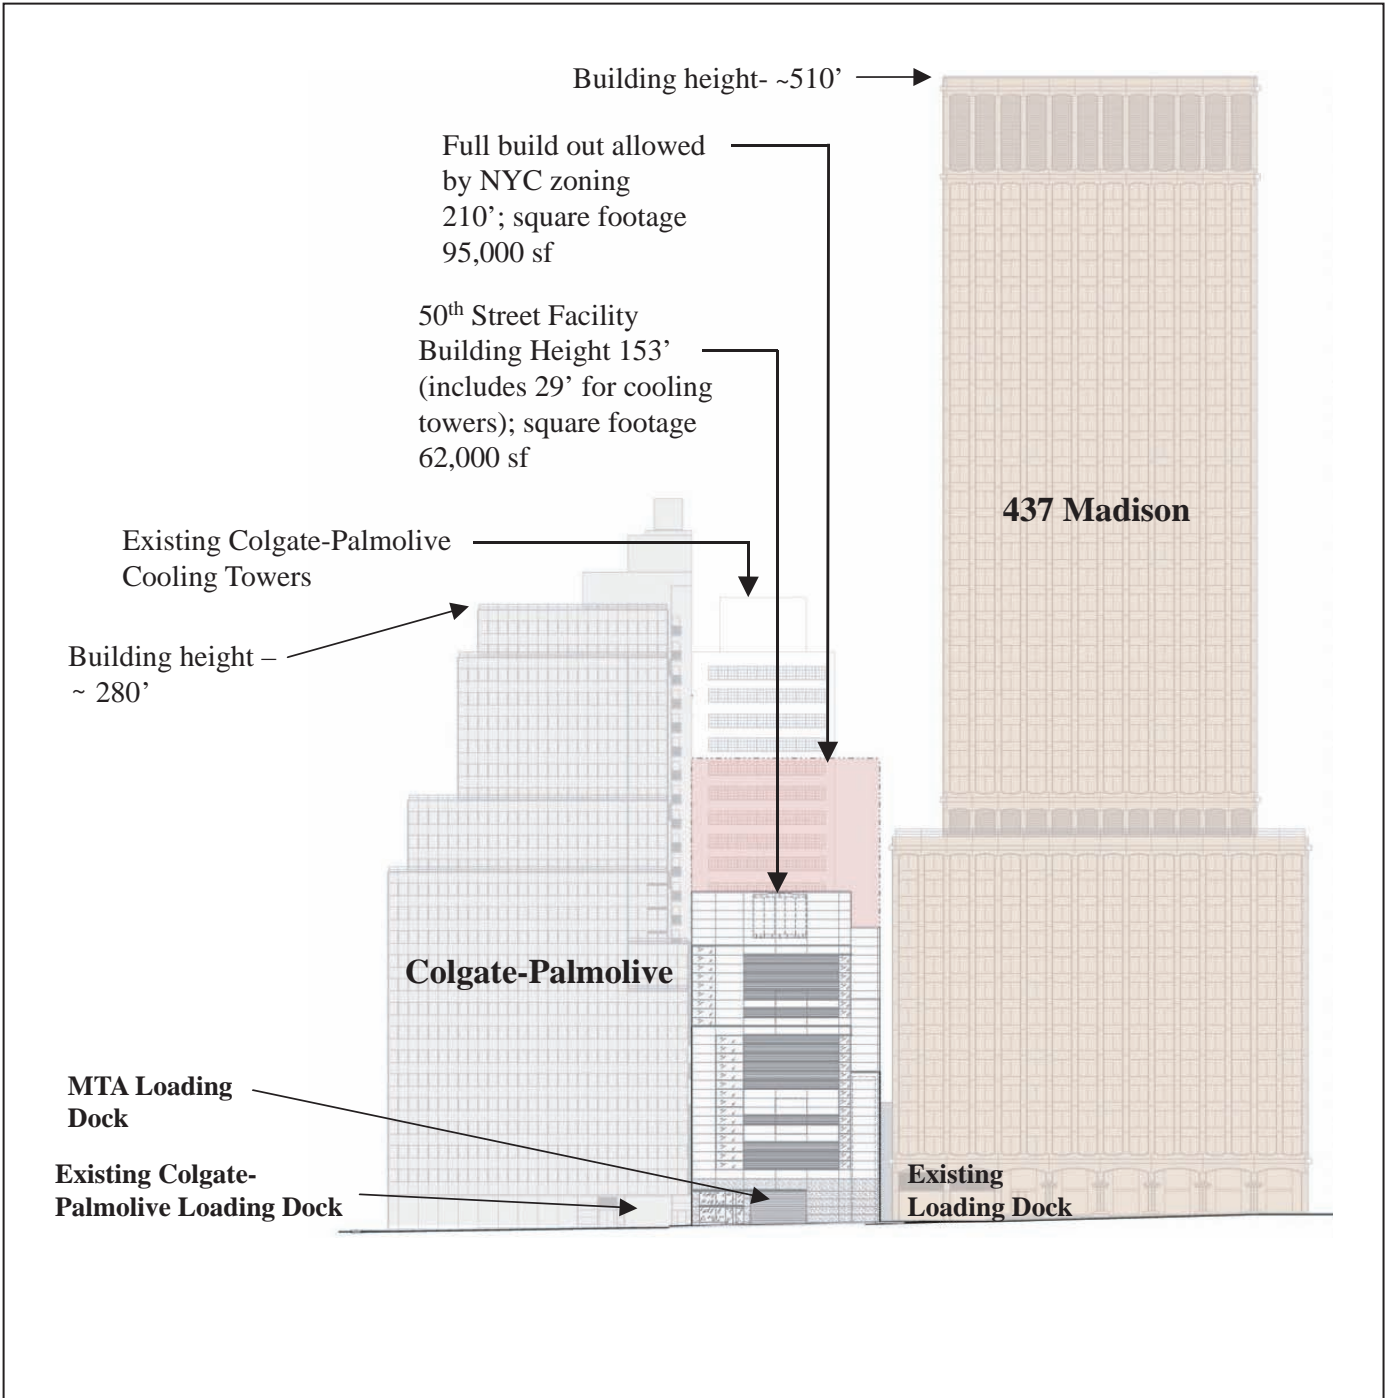 Building height- ~510’
Full build out allowed
by NYC zoning
210’; square footage
95,000 sf
50th Street Facility
Building Height 153’
(includes 29’ for cooling
towers); square footage
62,000 sf
437 Madison
Existing Colgate-Palmolive
Cooling Towers
Building height –
~ 280’
Colgate-Palmolive
MTA Loading
Dock
Existing Colgate-
Palmolive Loading Dock
Existing
Loading Dock